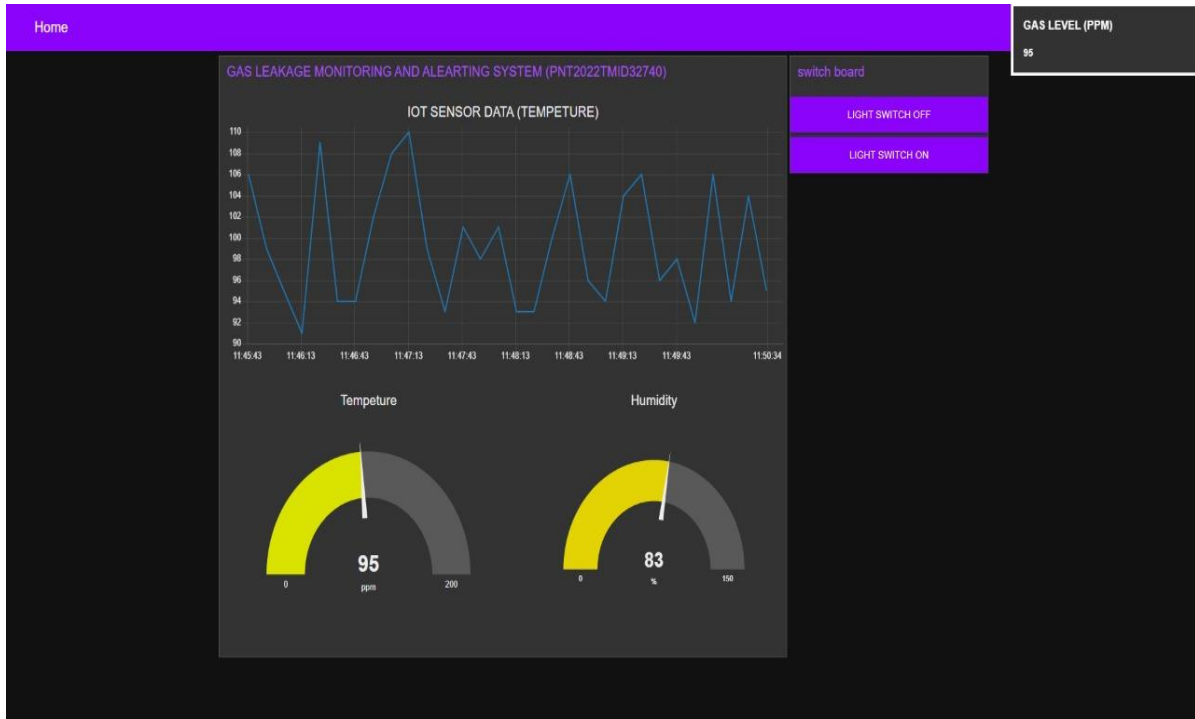 Home
GAS LEVEL (PPM)
95
GAS LEAKAGE MONITORING AND ALEARTING SYSTEM (PNT2022TMID32740)
switch board
LIGHT SWITCH OFF
LIGHT SWITCH ON
IOT SENSOR DATA (TEMPETURE)
110
108
106
104
102
100
98
96
94
92
90
11:45:43 11:46:13 11:46:43 11:47:13 11:47:43 11:48:13 11:48:43 11:49:13 11:49:43 11:50:34
Tempeture
95
ppm
0 200
Humidity
83
%
0 150